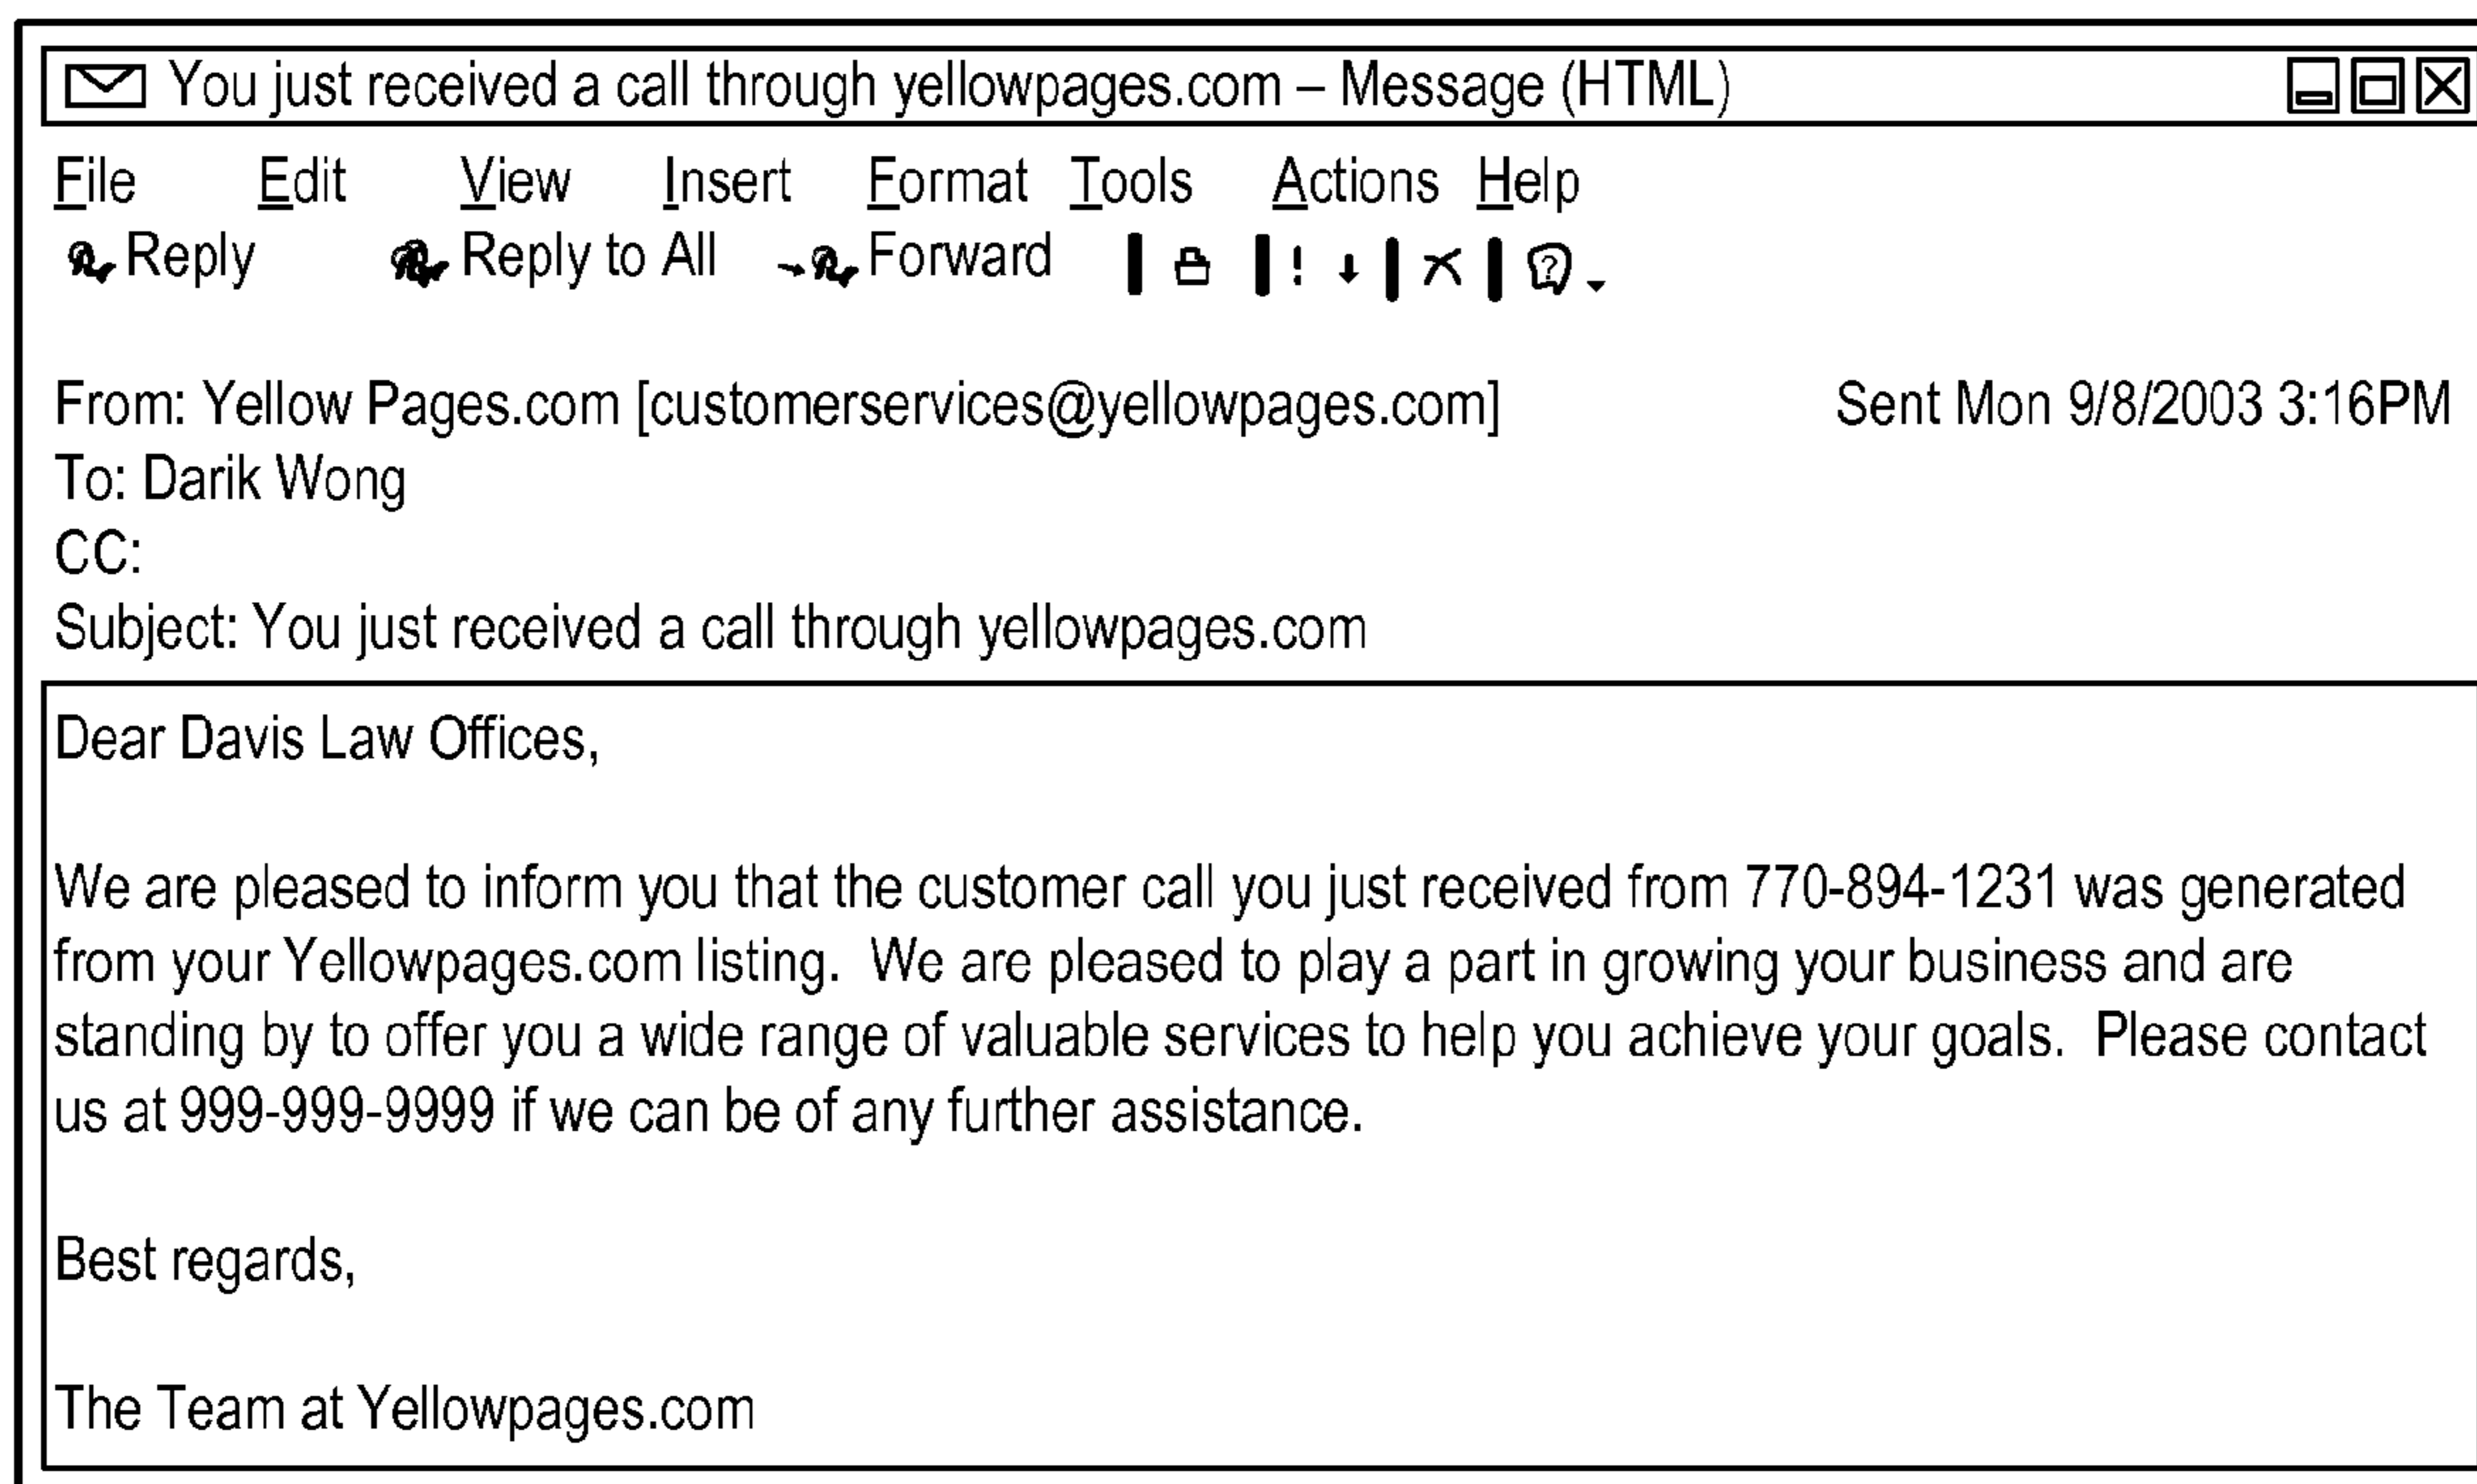 You just received a call through yellowpages.com – Message (HTML)
File Edit View Insert Format Tools Actions Help
Reply Reply to All Forward ! ?
From: Yellow Pages.com [customerservices@yellowpages.com] Sent Mon 9/8/2003 3:16PM
To: Darik Wong
CC:
Subject: You just received a call through yellowpages.com
Dear Davis Law Offices,
We are pleased to inform you that the customer call you just received from 770-894-1231 was generated
from your Yellowpages.com listing.  We are pleased to play a part in growing your business and are
standing by to offer you a wide range of valuable services to help you achieve your goals.  Please contact
us at 999-999-9999 if we can be of any further assistance.
Best regards,
The Team at Yellowpages.com